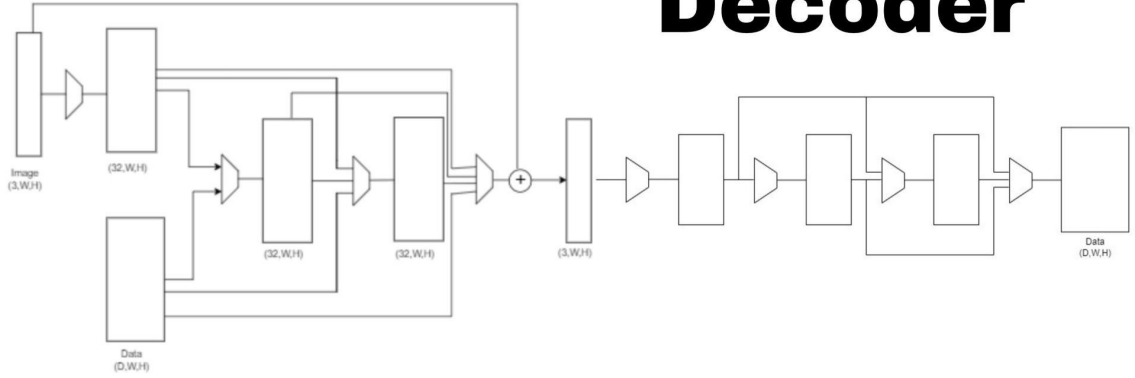 Decoder
Image
(3,W,H)
(32,W,H)
(32,W,H)
(32,W,H)
+
(3,W,H)
Data
(D,W,H)
Data
(D,W,H)